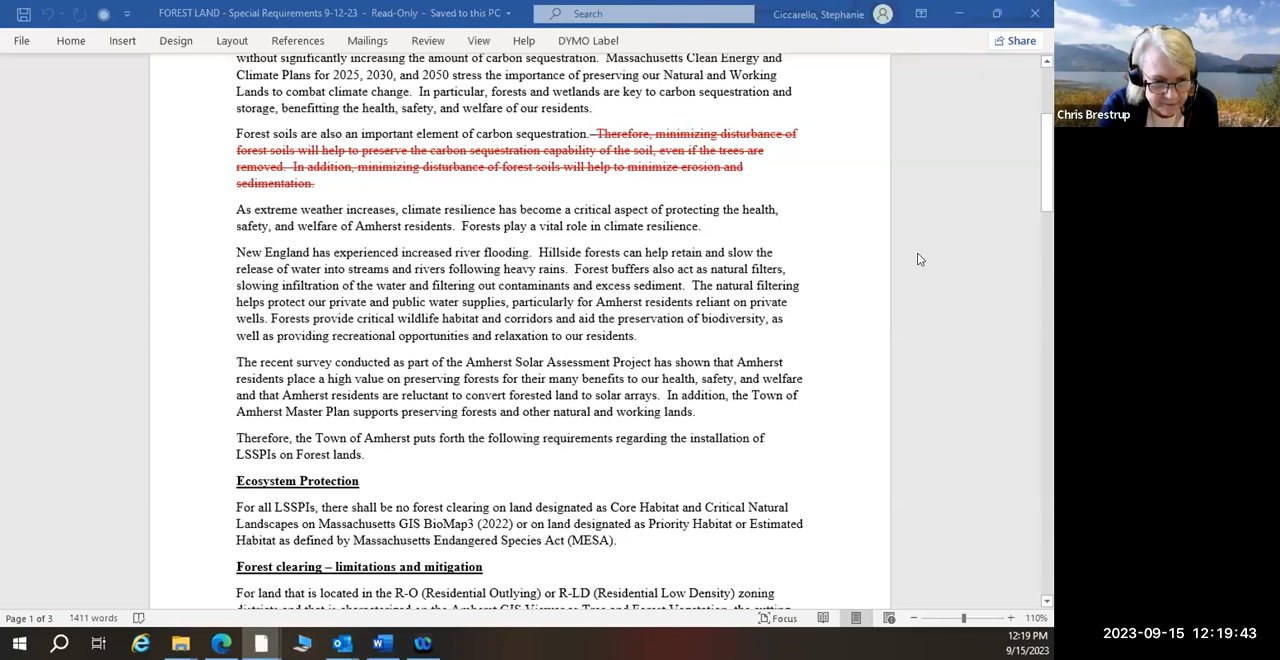 FOREST LAND - Special Requirements 9-12-23 - Read-Only - Saved to this PC
Search
Ciccarello, Stephanie
File Home Insert Design Layout References Mailings Review View Help DYMO Label
Share
without significantly increasing the amount of carbon sequestration. Massachusetts Clean Energy and
Climate Plans for 2025, 2030, and 2050 stress the importance of preserving our Natural and Working
Lands to combat climate change. In particular, forests and wetlands are key to carbon sequestration and
storage, benefitting the health, safety, and welfare of our residents.
Forest soils are also an important element of carbon sequestration. Therefore, minimizing disturbance of
forest soils will help to preserve the carbon sequestration capability of the soil, even if the trees are
removed. In addition, minimizing disturbance of forest soils will help to minimize erosion and
sedimentation.
As extreme weather increases, climate resilience has become a critical aspect of protecting the health,
safety, and welfare of Amherst residents. Forests play a vital role in climate resilience.
New England has experienced increased river flooding. Hillside forests can help retain and slow the
release of water into streams and rivers following heavy rains. Forest buffers also act as natural filters,
slowing infiltration of the water and filtering out contaminants and excess sediment. The natural filtering
helps protect our private and public water supplies, particularly for Amherst residents reliant on private
wells. Forests provide critical wildlife habitat and corridors and aid the preservation of biodiversity, as
well as providing recreational opportunities and relaxation to our residents.
The recent survey conducted as part of the Amherst Solar Assessment Project has shown that Amherst
residents place a high value on preserving forests for their many benefits to our health, safety, and welfare
and that Amherst residents are reluctant to convert forested land to solar arrays. In addition, the Town of
Amherst Master Plan supports preserving forests and other natural and working lands.
Therefore, the Town of Amherst puts forth the following requirements regarding the installation of
LSSPIs on Forest lands.
Ecosystem Protection
For all LSSPIs, there shall be no forest clearing on land designated as Core Habitat and Critical Natural
Landscapes on Massachusetts GIS BioMap3 (2022) or on land designated as Priority Habitat or Estimated
Habitat as defined by Massachusetts Endangered Species Act (MESA).
Forest clearing – limitations and mitigation
For land that is located in the R-O (Residential Outlying) or R-LD (Residential Low Density) zoning
districts and that is characterized on the Amherst GIS Viewer as Tree and Forest Vegetation, the cutting
Page 1 of 3 1411 words
Focus
110%
12:19 PM
9/15/2023
Chris Brestrup
2023-09-15 12:19:43